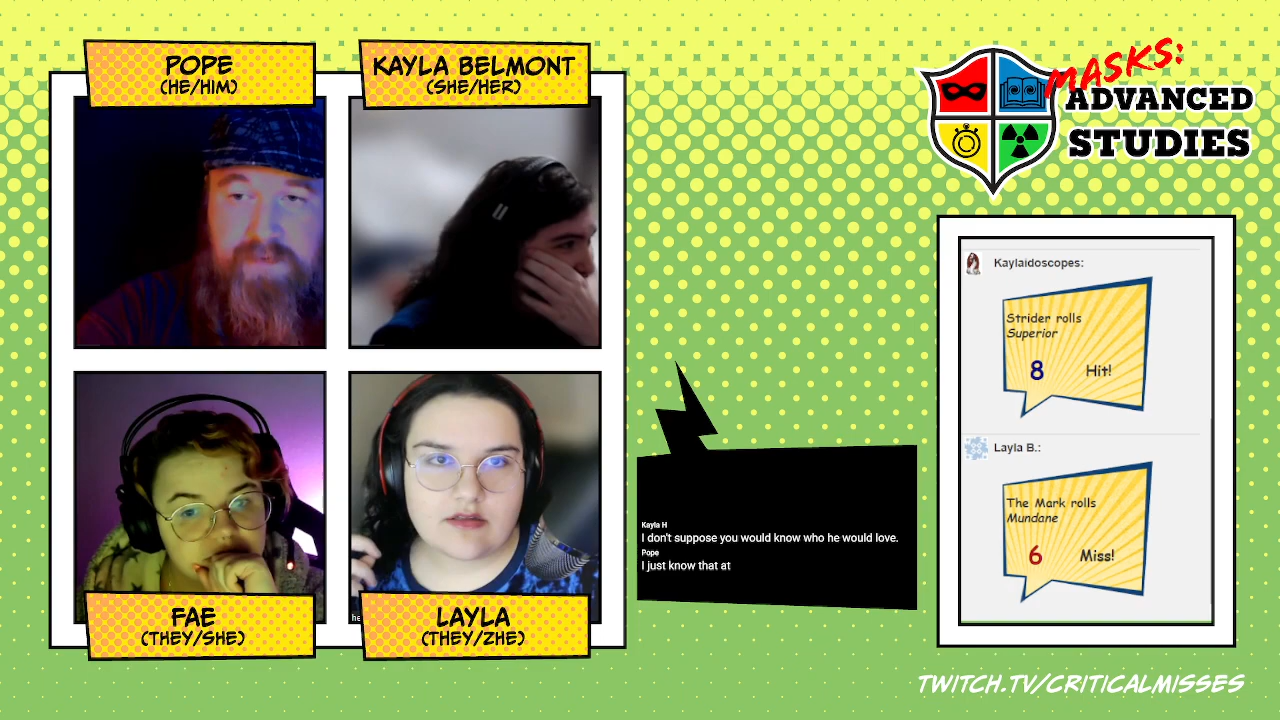 POPE
(HE/HIM)
KAYLA BELMONT
(SHE/HER)
FAE
(THEY/SHE)
he
LAYLA
(THEY/ZHE)
Kayla H
I don't suppose you would know who he would love.
Pope
I just know that at
MASKS:
ADVANCED
STUDIES
Kaylaidoscopes:
Strider rolls
Superior
8 Hit!
Layla B.:
The Mark rolls
Mundane
6 Miss!
TWITCH.TV/CRITICALMISSES